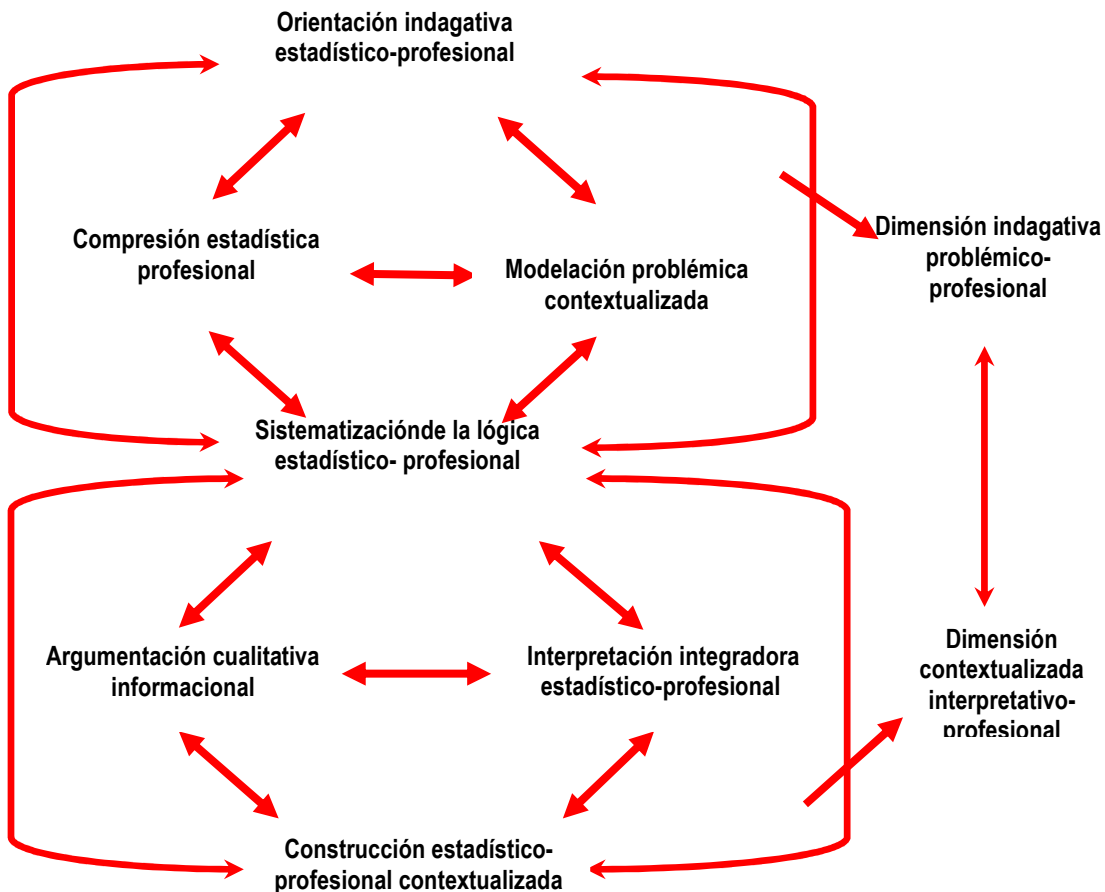 Orientación indagativa
estadístico-profesional
Compresión estadística
profesional
Modelación problémica
contextualizada
Dimensión indagativa
problémico-
profesional
Sistematizaciónde la lógica
estadístico- profesional
Argumentación cualitativa
informacional
Interpretación integradora
estadístico-profesional
Dimensión
contextualizada
interpretativo-
profesional
Construcción estadístico-
profesional contextualizada